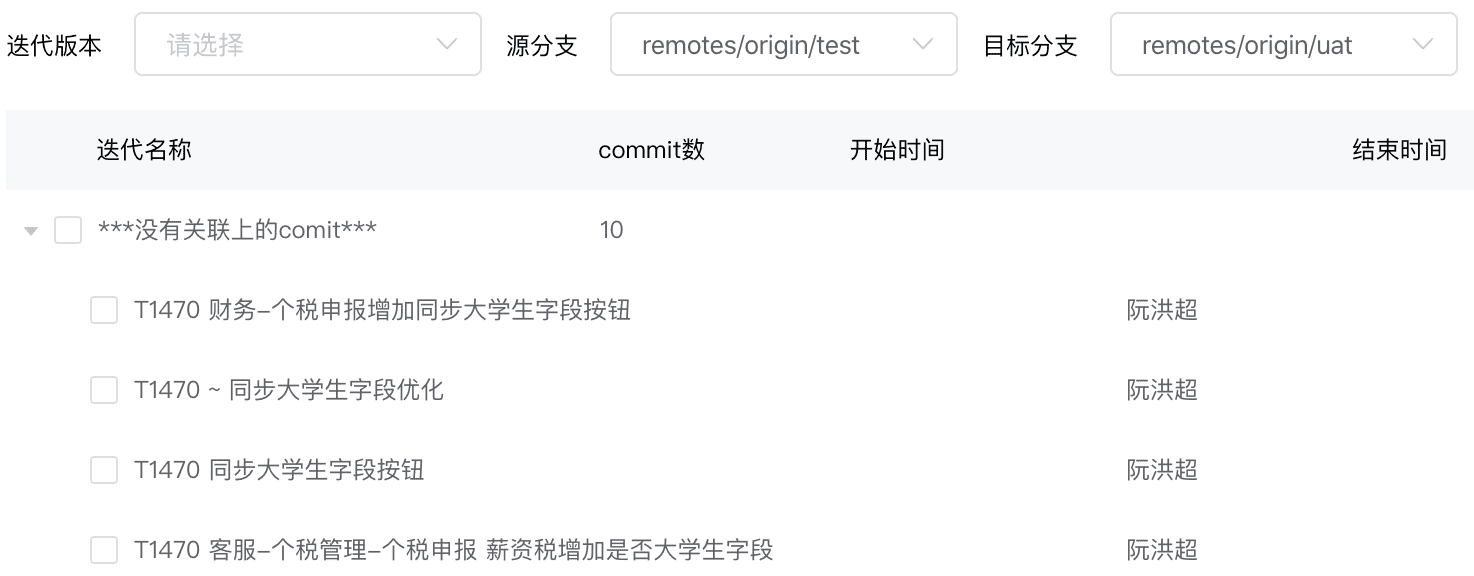 迭代版本 请选择 源分支 remotes/origin/test 目标分支 remotes/origin/uat
迭代名称 commit数 开始时间 结束时间
***没有关联上的comit*** 10
T1470 财务-个税申报增加同步大学生字段按钮 阮洪超
T1470 ~ 同步大学生字段优化 阮洪超
T1470 同步大学生字段按钮 阮洪超
T1470 客服-个税管理-个税申报 薪资税增加是否大学生字段 阮洪超